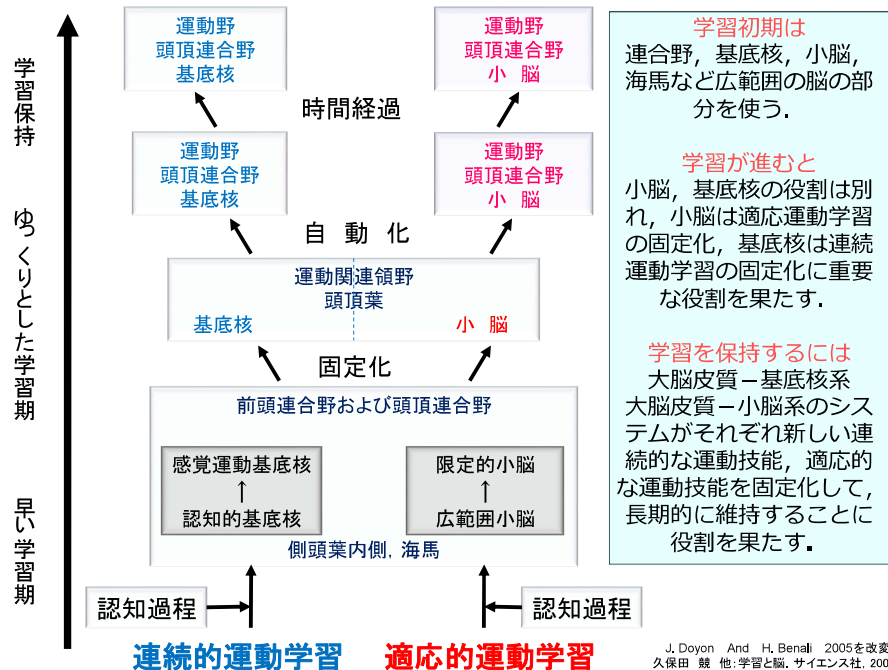 学習保持
ゆっくりとした学習期
早い学習期
運動野
頭頂連合野
基底核
運動野
頭頂連合野
小 脳
時間経過
運動野
頭頂連合野
基底核
運動野
頭頂連合野
小 脳
自 動 化
運動関連領野
頭頂葉
基底核
小 脳
固定化
前頭連合野および頭頂連合野
感覚運動基底核
↑
認知的基底核
限定的小脳
↑
広範囲小脳
側頭葉内側, 海馬
認知過程
認知過程
連続的運動学習
適応的運動学習
学習初期は
連合野，基底核，小脳，
海馬など広範囲の脳の部
分を使う．
学習が進むと
小脳，基底核の役割は別
れ，小脳は適応運動学習
の固定化，基底核は連続
運動学習の固定化に重要
な役割を果たす．
学習を保持するには
大脳皮質－基底核系
大脳皮質－小脳系のシス
テムがそれぞれ新しい連
続的な運動技能，適応的
な運動技能を固定化して，
長期的に維持することに
役割を果たす．
J. Doyon And H. Benali 2005を改変
久保田 競 他: 学習と脳. サイエンス社, 200